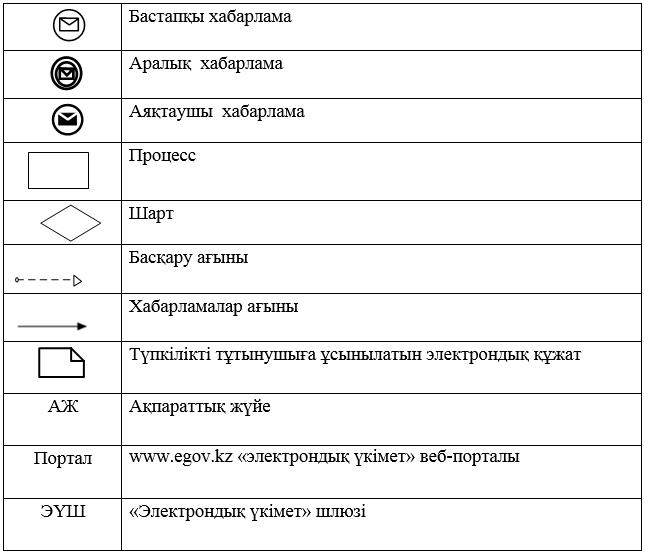 Бастапқы хабарлама
Аралық  хабарлама
Аяқтаушы  хабарлама
Процесс
Шарт
Басқару ағыны
Хабарламалар ағыны
Түпкілікті тұтынушыға ұсынылатын электрондық құжат
АЖ Ақпараттық жүйе
Портал www.egov.kz «электрондық үкімет» веб-порталы
ЭҮШ «Электрондық үкімет» шлюзі